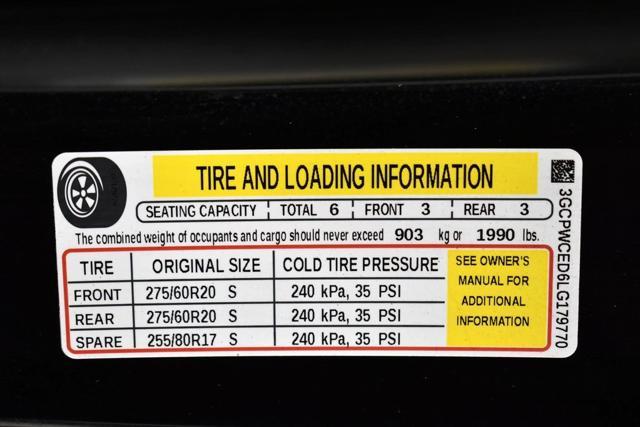 TIRE AND LOADING INFORMATION
SEATING CAPACITY TOTAL 6 FRONT 3 REAR 3
The combined weight of occupants and cargo should never exceed 903 kg or 1990 lbs.
TIRE ORIGINAL SIZE COLD TIRE PRESSURE
FRONT 275/60R20 S 240 kPa, 35 PSI
REAR 275/60R20 S 240 kPa, 35 PSI
SPARE 255/80R17 S 240 kPa, 35 PSI
SEE OWNER'S
MANUAL FOR
ADDITIONAL
INFORMATION
3GCPWCED6LG179770